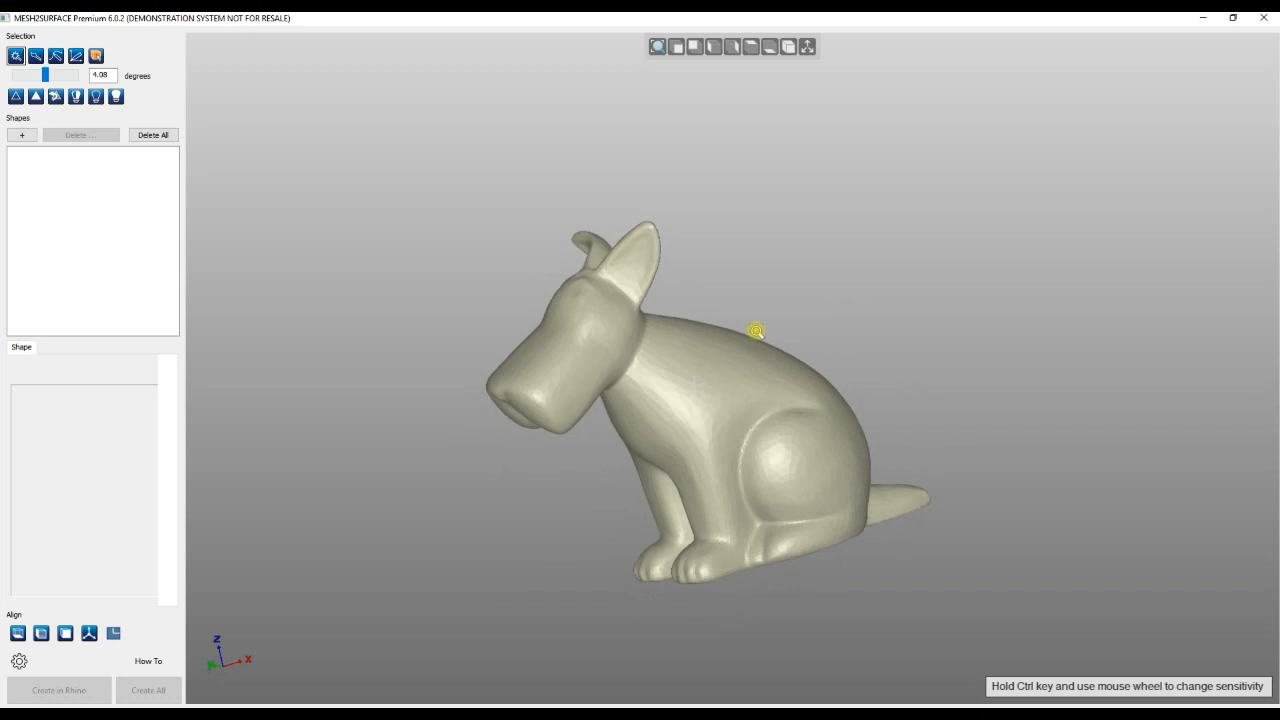 MESH2SURFACE Premium 6.0.2 (DEMONSTRATION SYSTEM NOT FOR RESALE)
Selection
4.08 degrees
Shapes
+ Delete ... Delete All
Shape
Align
How To
Create in Rhino Create All
Z
Y X
Hold Ctrl key and use mouse wheel to change sensitivity